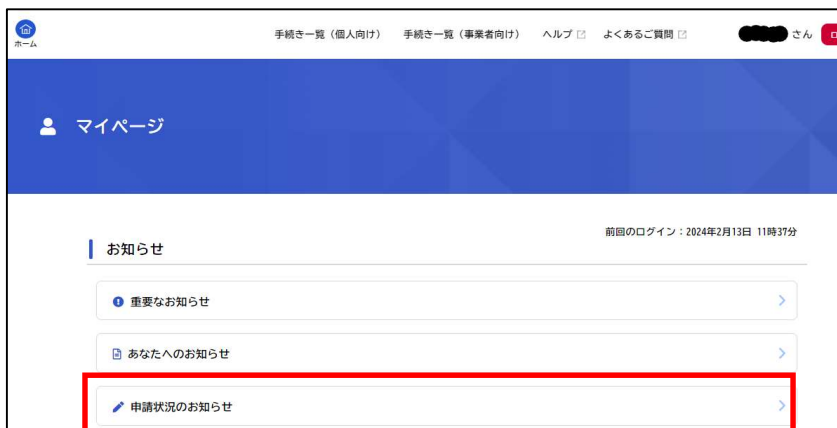 ホーム
手続き一覧（個人向け） 手続き一覧（事業者向け） ヘルプ よくあるご質問 さん
マイページ
前回のログイン：2024年2月13日 11時37分
お知らせ
重要なお知らせ
あなたへのお知らせ
申請状況のお知らせ